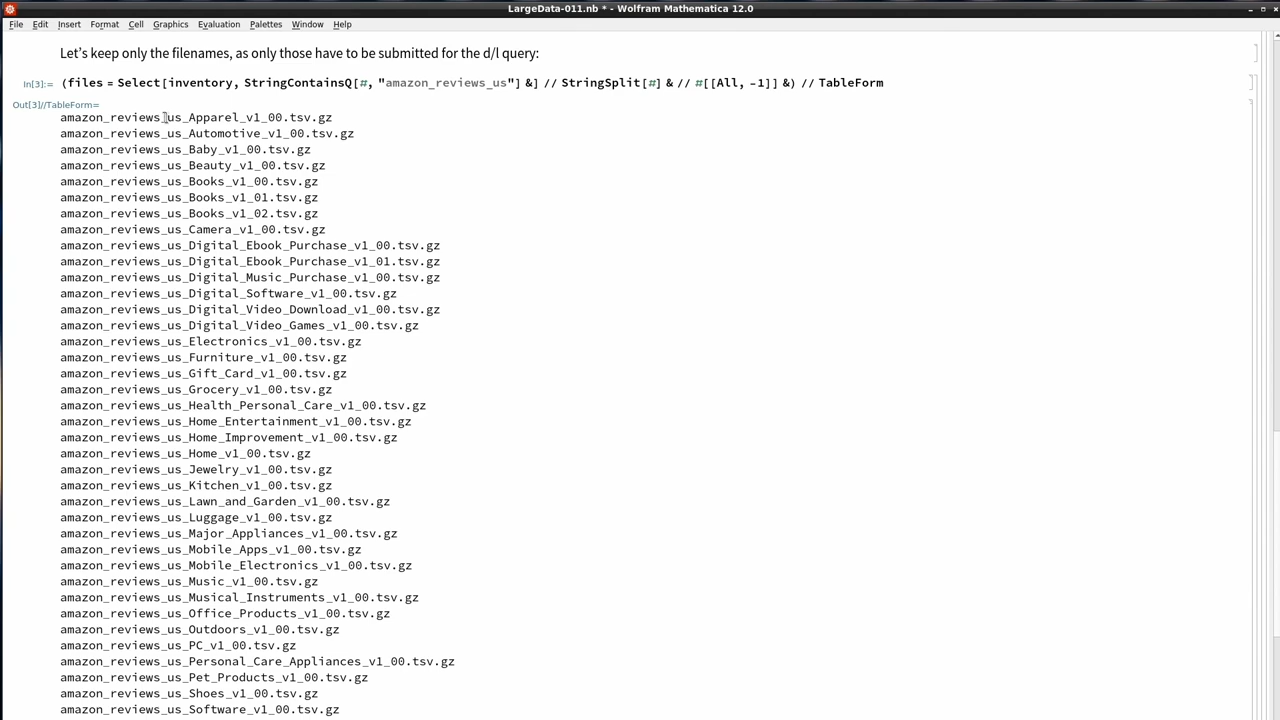 LargeData-011.nb * - Wolfram Mathematica 12.0
File Edit Insert Format Cell Graphics Evaluation Palettes Window Help
Let’s keep only the filenames, as only those have to be submitted for the d/l query:
In[3]:= (files = Select[inventory, StringContainsQ[#, "amazon_reviews_us"] &] // StringSplit[#] & // #[[All, -1]] &) // TableForm
Out[3]//TableForm=
amazon_reviews_us_Apparel_v1_00.tsv.gz
amazon_reviews_us_Automotive_v1_00.tsv.gz
amazon_reviews_us_Baby_v1_00.tsv.gz
amazon_reviews_us_Beauty_v1_00.tsv.gz
amazon_reviews_us_Books_v1_00.tsv.gz
amazon_reviews_us_Books_v1_01.tsv.gz
amazon_reviews_us_Books_v1_02.tsv.gz
amazon_reviews_us_Camera_v1_00.tsv.gz
amazon_reviews_us_Digital_Ebook_Purchase_v1_00.tsv.gz
amazon_reviews_us_Digital_Ebook_Purchase_v1_01.tsv.gz
amazon_reviews_us_Digital_Music_Purchase_v1_00.tsv.gz
amazon_reviews_us_Digital_Software_v1_00.tsv.gz
amazon_reviews_us_Digital_Video_Download_v1_00.tsv.gz
amazon_reviews_us_Digital_Video_Games_v1_00.tsv.gz
amazon_reviews_us_Electronics_v1_00.tsv.gz
amazon_reviews_us_Furniture_v1_00.tsv.gz
amazon_reviews_us_Gift_Card_v1_00.tsv.gz
amazon_reviews_us_Grocery_v1_00.tsv.gz
amazon_reviews_us_Health_Personal_Care_v1_00.tsv.gz
amazon_reviews_us_Home_Entertainment_v1_00.tsv.gz
amazon_reviews_us_Home_Improvement_v1_00.tsv.gz
amazon_reviews_us_Home_v1_00.tsv.gz
amazon_reviews_us_Jewelry_v1_00.tsv.gz
amazon_reviews_us_Kitchen_v1_00.tsv.gz
amazon_reviews_us_Lawn_and_Garden_v1_00.tsv.gz
amazon_reviews_us_Luggage_v1_00.tsv.gz
amazon_reviews_us_Major_Appliances_v1_00.tsv.gz
amazon_reviews_us_Mobile_Apps_v1_00.tsv.gz
amazon_reviews_us_Mobile_Electronics_v1_00.tsv.gz
amazon_reviews_us_Music_v1_00.tsv.gz
amazon_reviews_us_Musical_Instruments_v1_00.tsv.gz
amazon_reviews_us_Office_Products_v1_00.tsv.gz
amazon_reviews_us_Outdoors_v1_00.tsv.gz
amazon_reviews_us_PC_v1_00.tsv.gz
amazon_reviews_us_Personal_Care_Appliances_v1_00.tsv.gz
amazon_reviews_us_Pet_Products_v1_00.tsv.gz
amazon_reviews_us_Shoes_v1_00.tsv.gz
amazon_reviews_us_Software_v1_00.tsv.gz